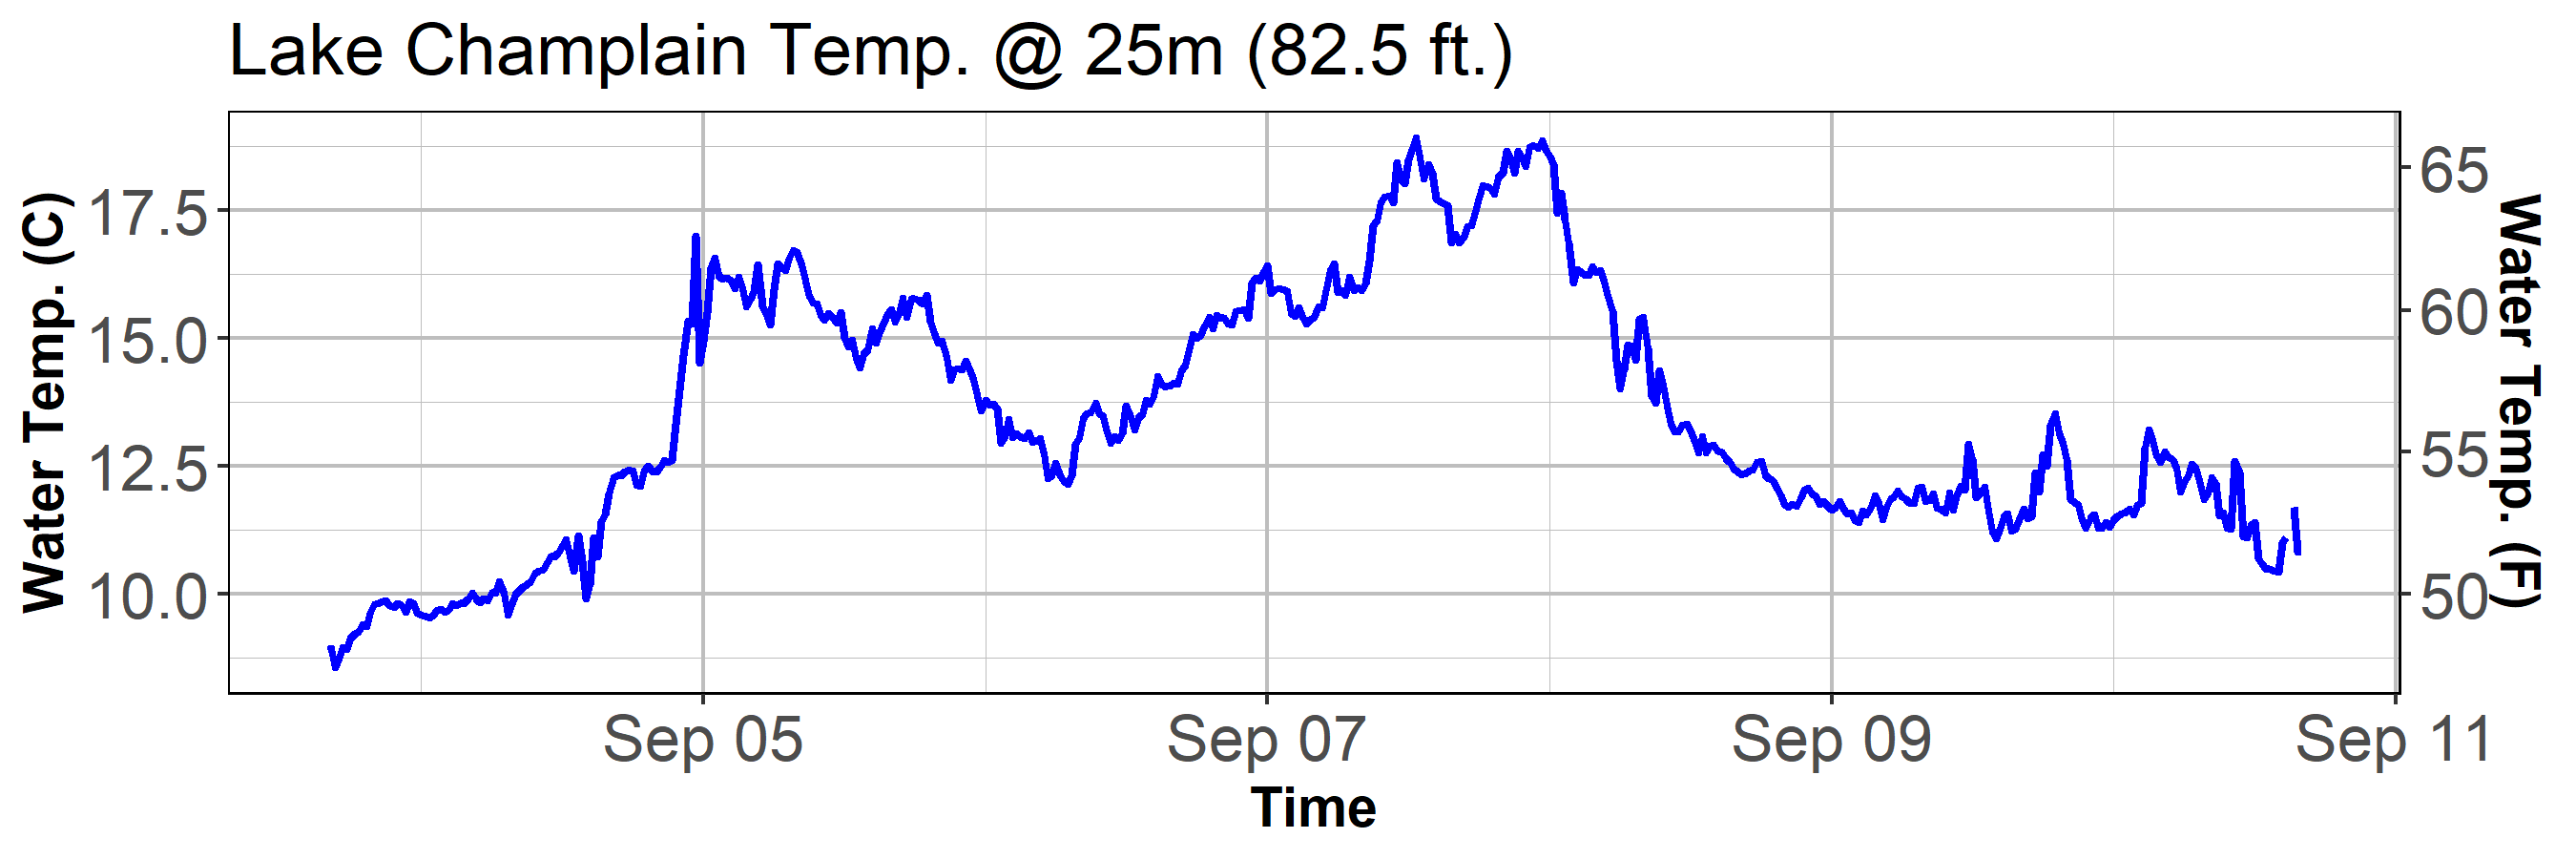 Lake Champlain Temp. @ 25m (82.5 ft.)
Water Temp. (C)
17.5
15.0
12.5
10.0
65
60
55
50
Water Temp. (F)
Sep 05 Sep 07 Sep 09 Sep 11
Time